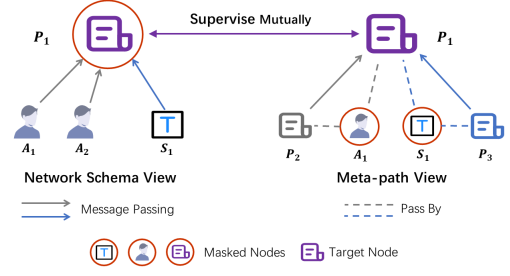 Supervise Mutually
P1
P1
A1
A2
S1
P2
A1
S1
P3
Network Schema View
Meta-path View
Message Passing
Pass By
Masked Nodes
Target Node